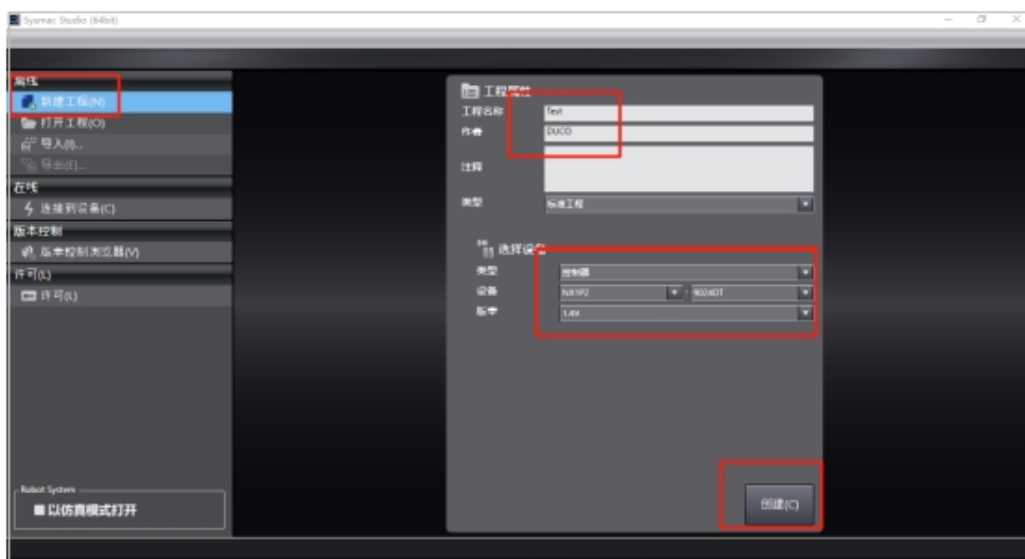 Sysmac Studio (64bit)
离线
新建工程(N)
打开工程(O)
导入(I)...
导出(E)...
在线
连接到设备(C)
版本控制
版本控制浏览器(V)
许可(L)
许可(L)
Robot System
以仿真模式打开
工程属性
工程名称 Test
作者 DUCO
注释
类型 标准工程
选择设备
类型 控制器
设备 NX1P2 - 9024DT
版本
创建(C)